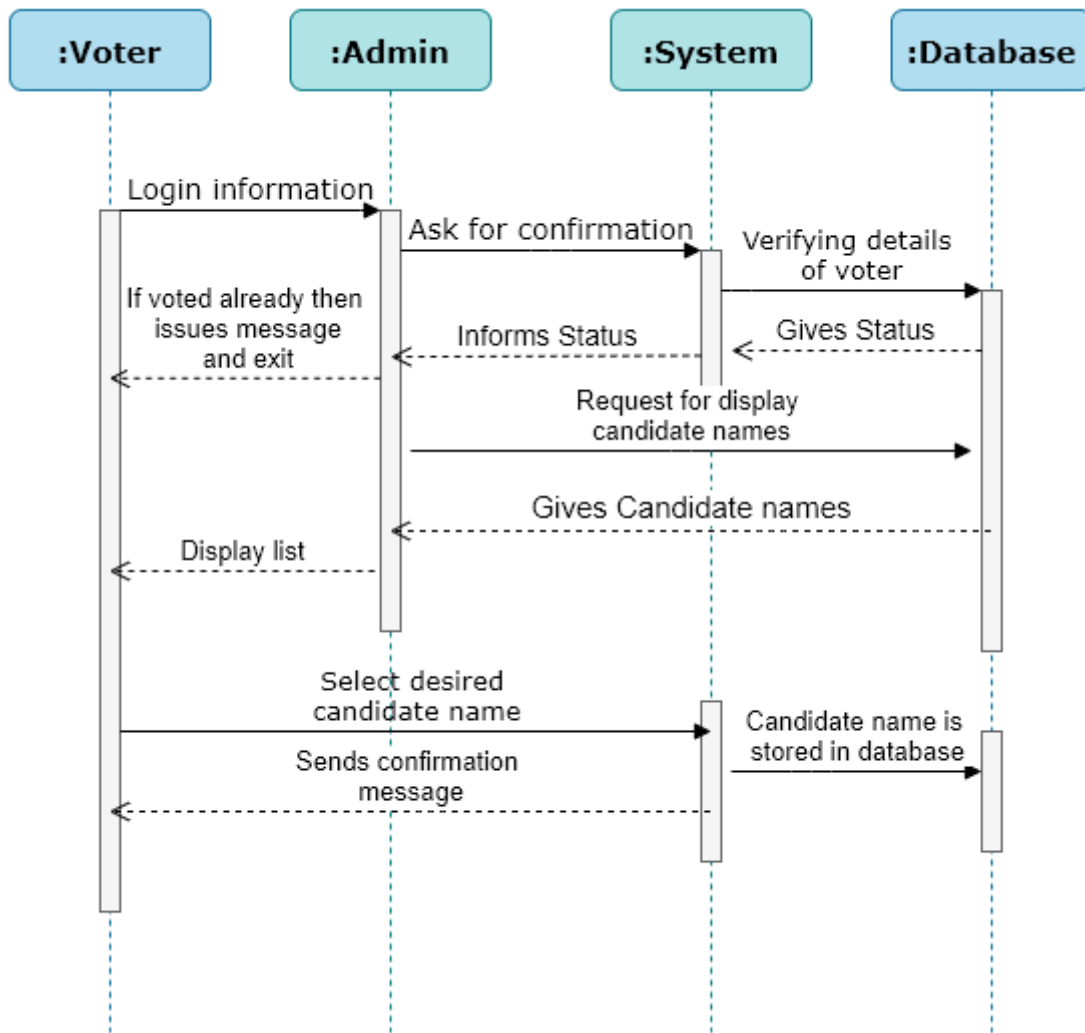 :Voter
:Admin
:System
:Database
Login information
Ask for confirmation
Verifying details
of voter
If voted already then
issues message
and exit
Informs Status
Gives Status
Request for display
candidate names
Gives Candidate names
Display list
Select desired
candidate name
Candidate name is
stored in database
Sends confirmation
message